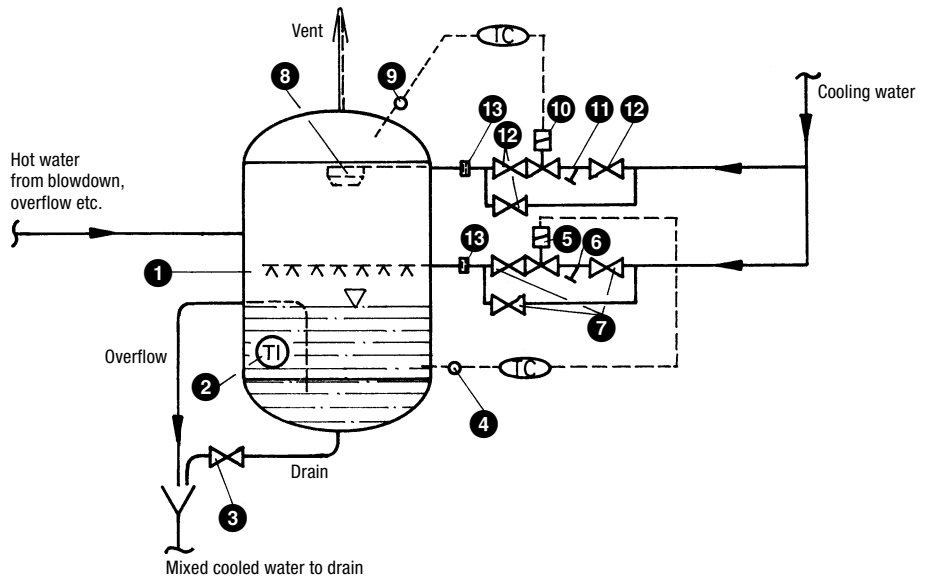 Vent
TC
8
9
Cooling water
13
12
10
11
12
Hot water
from blowdown,
overflow etc.
13
5
6
1
7
Overflow
TI
2
TC
4
Drain
3
Mixed cooled water to drain